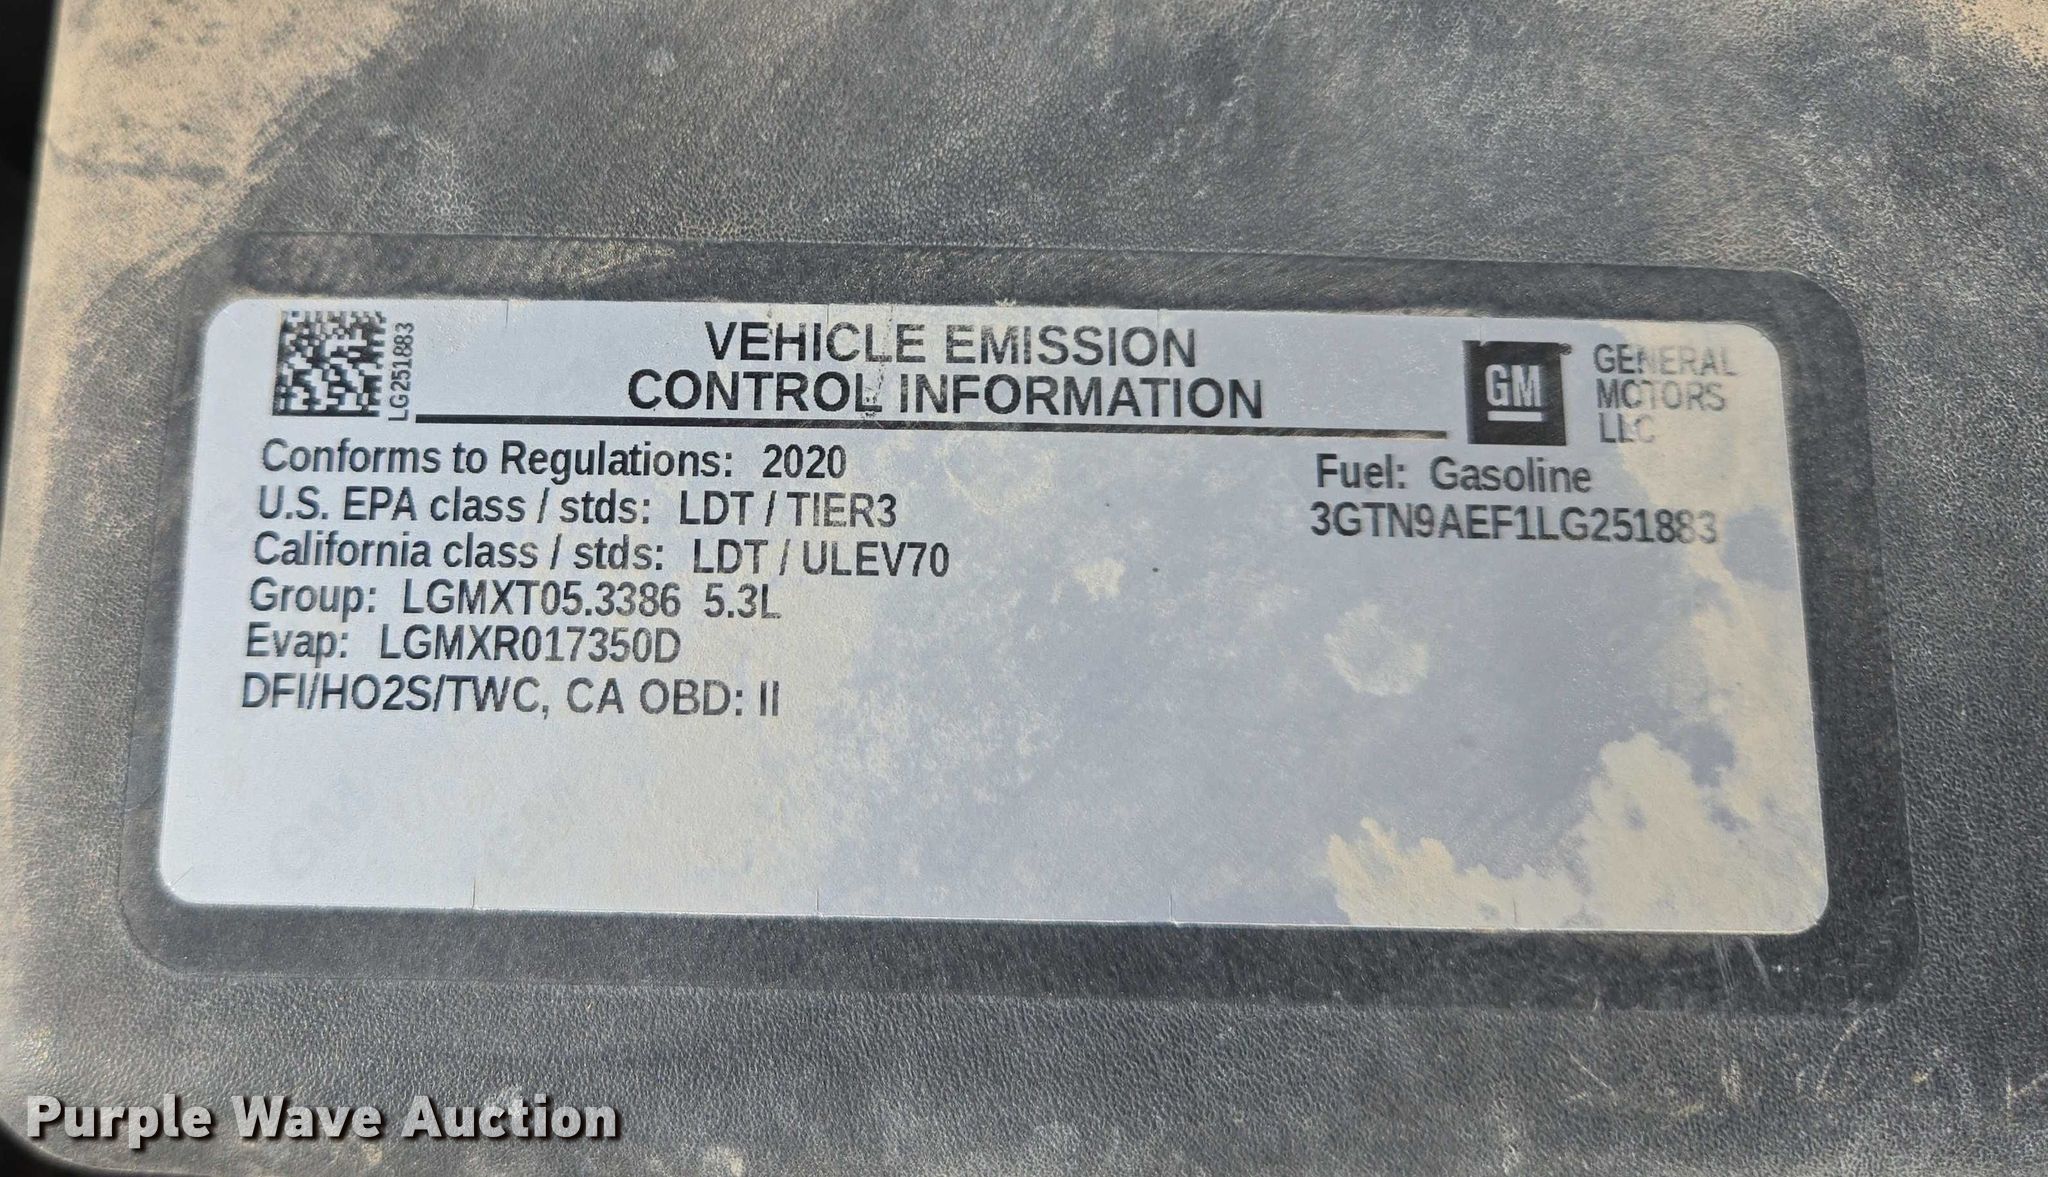 LG251883
VEHICLE EMISSION
CONTROL INFORMATION
GM
GENERAL
MOTORS
LLC
Conforms to Regulations: 2020
U.S. EPA class / stds: LDT / TIER3
California class / stds: LDT / ULEV70
Group: LGMXT05.3386 5.3L
Evap: LGMXR017350D
DFI/HO2S/TWC, CA OBD: II
Fuel: Gasoline
3GTN9AEF1LG251883
Purple Wave Auction